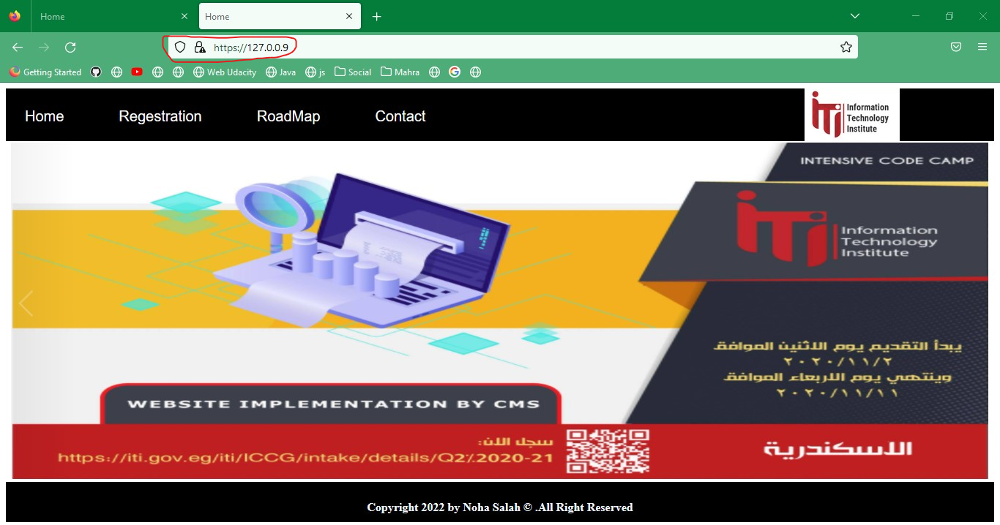 Home
Home
https://127.0.0.9
Getting Started
Web Udacity
Java
js
Social
Mahra
Home
Regestration
RoadMap
Contact
Information
Technology
Institute
INTENSIVE CODE CAMP
iTi
Information
Technology
Institute
يبدأ التقديم يوم الاثنين الموافق
٢٠٢٠/١١/٢
وينتهي يوم الاربعاء الموافق
٢٠٢٠/١١/١١
WEBSITE IMPLEMENTATION BY CMS
سجل الان:
https://iti.gov.eg/iti/ICCG/intake/details/Q2٪2020-21
الاسكندرية
Copyright 2022 by Noha Salah © .All Right Reserved